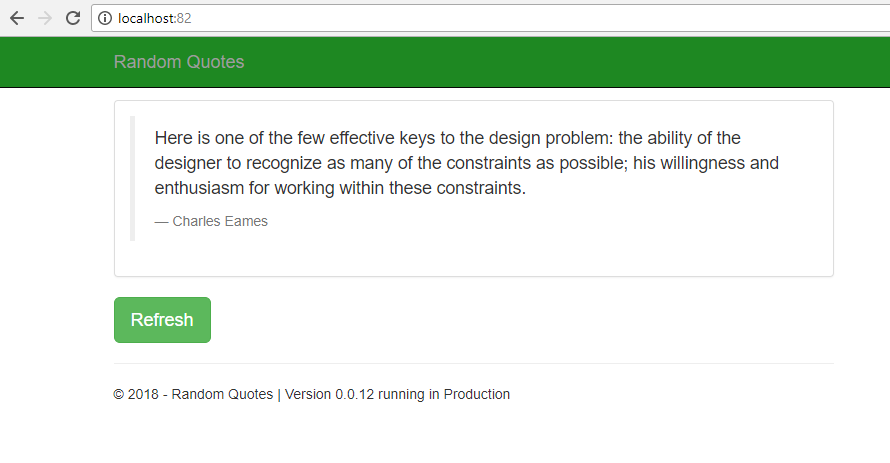 localhost:82
Random Quotes
Here is one of the few effective keys to the design problem: the ability of the
designer to recognize as many of the constraints as possible; his willingness and
enthusiasm for working within these constraints.
— Charles Eames
Refresh
© 2018 - Random Quotes | Version 0.0.12 running in Production